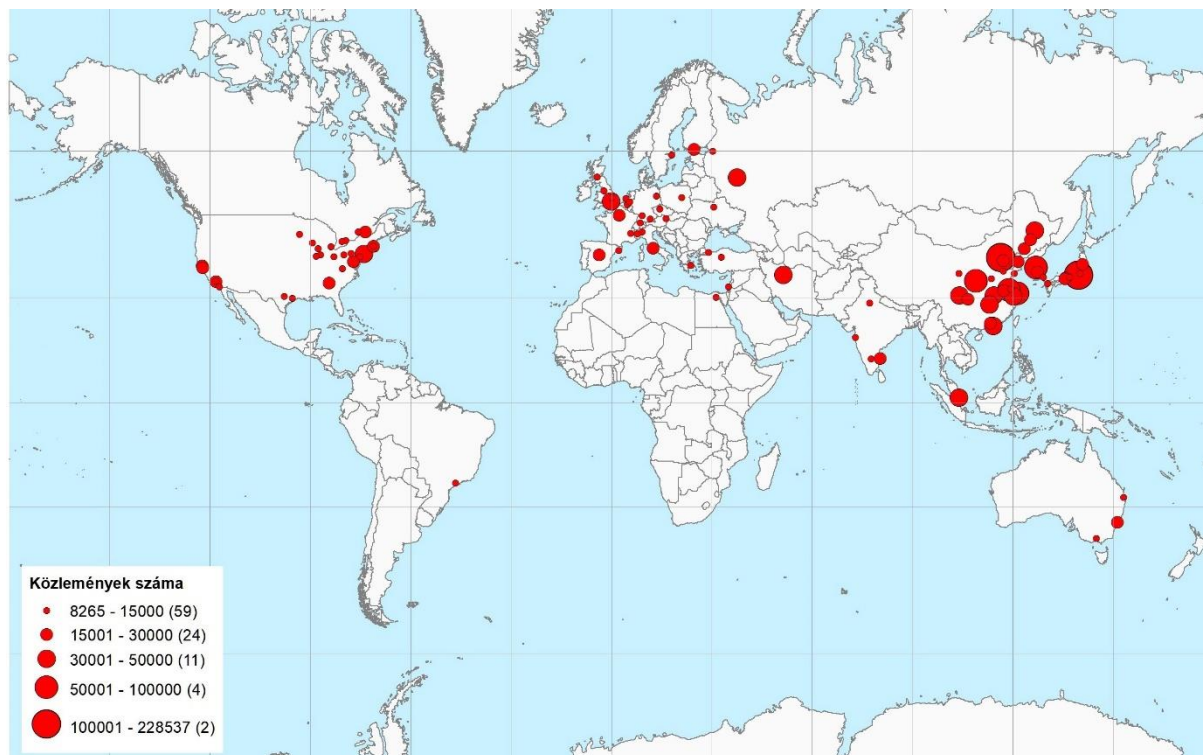 Közlemények száma
8265 - 15000 (59)
15001 - 30000 (24)
30001 - 50000 (11)
50001 - 100000 (4)
100001 - 228537 (2)